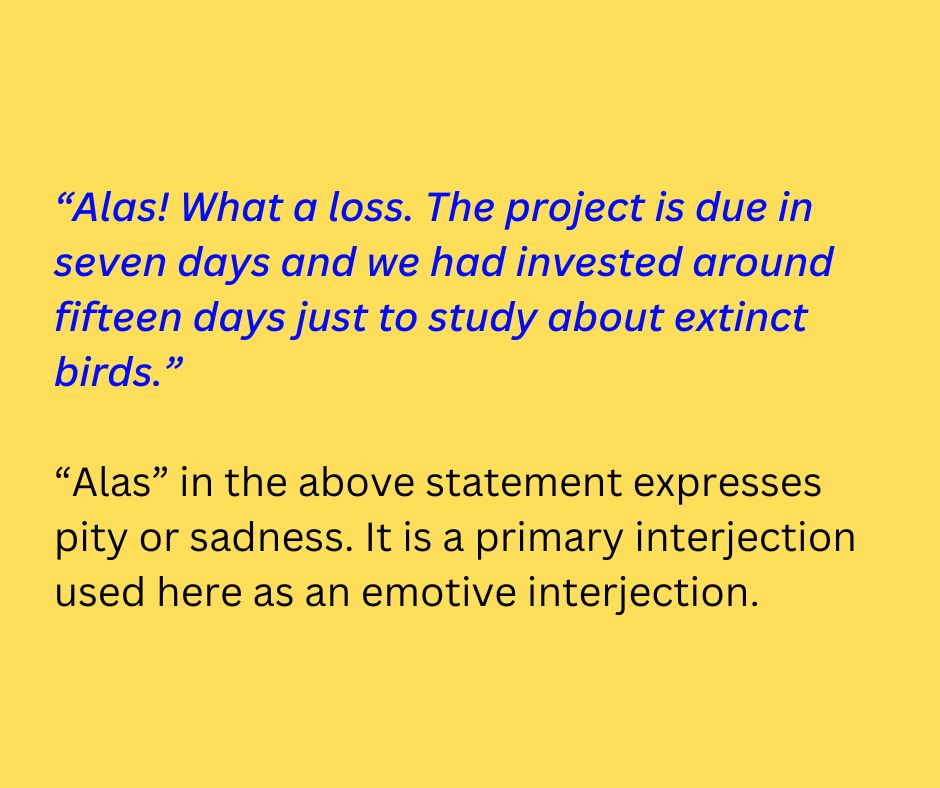 “Alas! What a loss. The project is due in
seven days and we had invested around
fifteen days just to study about extinct
birds.”
“Alas” in the above statement expresses
pity or sadness. It is a primary interjection
used here as an emotive interjection.